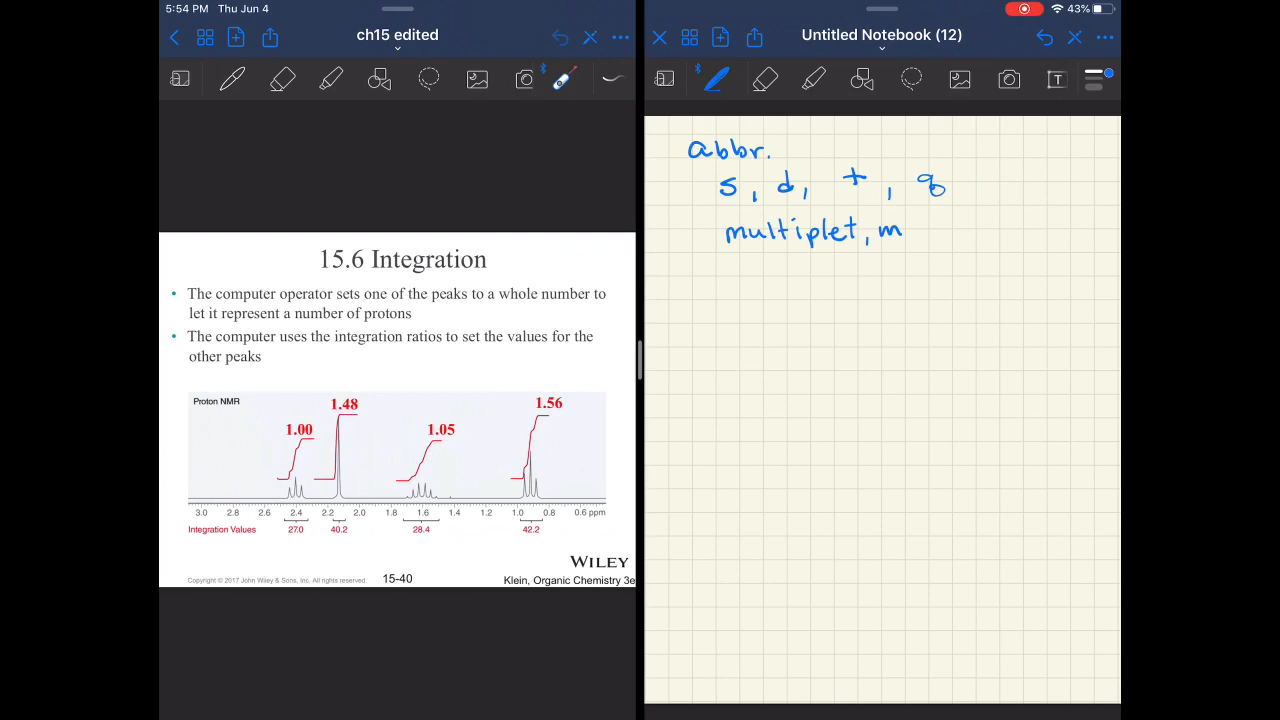 5:54 PM Thu Jun 4
ch15 edited
15.6 Integration
• The computer operator sets one of the peaks to a whole number to
let it represent a number of protons
• The computer uses the integration ratios to set the values for the
other peaks
Proton NMR
1.00
1.48
1.05
1.56
3.0 2.8 2.6 2.4 2.2 2.0 1.8 1.6 1.4 1.2 1.0 0.8 0.6 ppm
Integration Values 27.0 40.2 28.4 42.2
WILEY
Copyright © 2017 John Wiley & Sons, Inc. All rights reserved. 15-40 Klein, Organic Chemistry 3e
43%
Untitled Notebook (12)
T
abbr.
s, d, t, q
multiplet, m